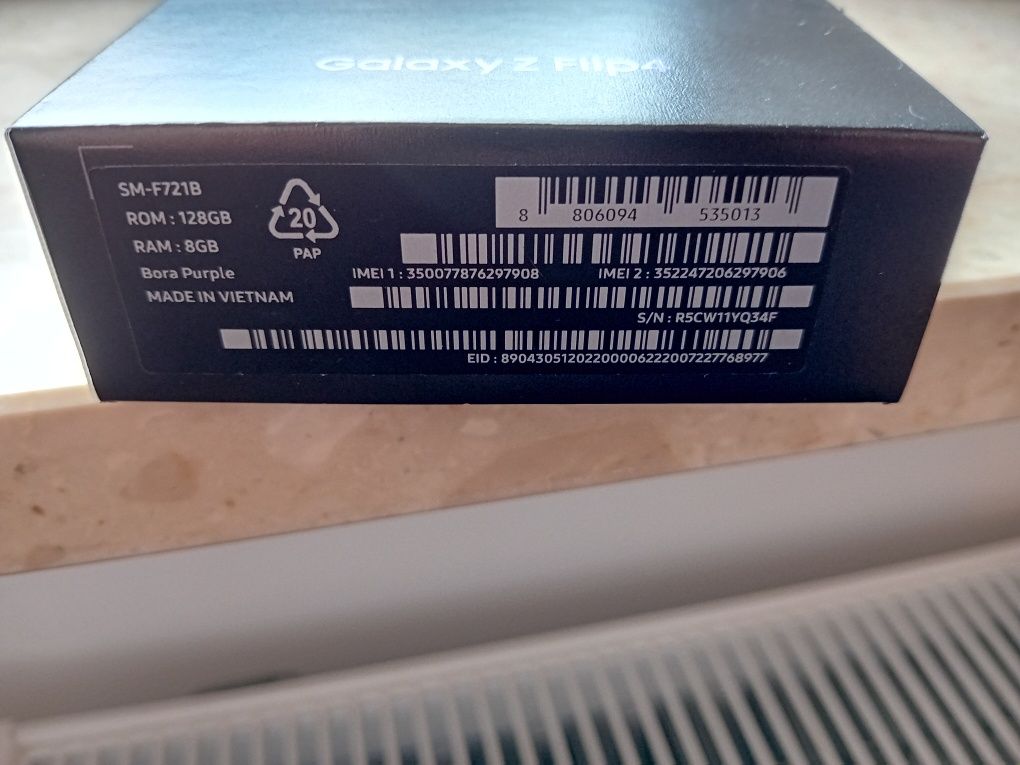 Galaxy Z Flip4
SM-F721B
ROM : 128GB
RAM : 8GB
Bora Purple
MADE IN VIETNAM
20
PAP
8 806094 535013
IMEI 1 : 350077876297908 IMEI 2 : 352247206297906
S/N : R5CW11YQ34F
EID : 89043051202200006222007227768977